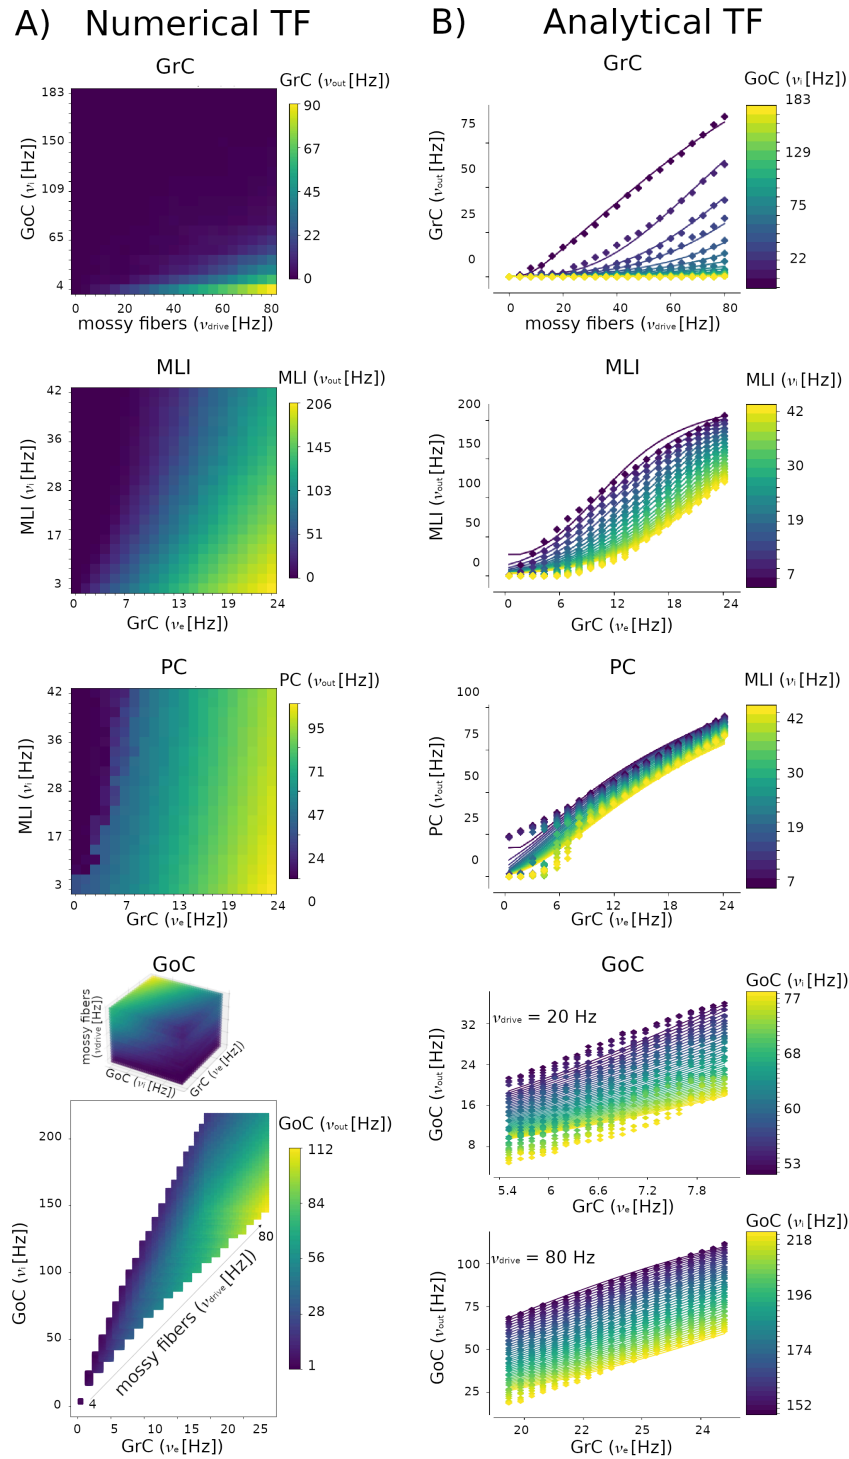 A) Numerical TF
GrC
GrC (νout [Hz])
GoC (νi [Hz])
183
150
109
65
4
0 20 40 60 80
mossy fibers (νdrive [Hz])
90
67
45
22
0
MLI
MLI (νout [Hz])
MLI (νi [Hz])
42
36
28
17
3
0 7 13 19 24
GrC (νe [Hz])
206
145
103
51
0
PC
PC (νout [Hz])
MLI (νi [Hz])
42
36
28
17
3
0 7 13 19 24
GrC (νe [Hz])
95
71
47
24
0
GoC
mossy fibers
(νdrive [Hz])
GoC (νi [Hz])
GrC (νe [Hz])
GoC (νout [Hz])
GoC (νi [Hz])
200
150
100
50
0
4
80
mossy fibers (νdrive [Hz])
0 5 10 15 20 25
GrC (νe [Hz])
112
84
56
28
1
B) Analytical TF
GrC
GoC (νi [Hz])
GrC (νout [Hz])
75
50
25
0
0 20 40 60 80
mossy fibers (νdrive [Hz])
183
129
75
22
MLI
MLI (νi [Hz])
MLI (νout [Hz])
200
150
100
50
0
0 6 12 18 24
GrC (νe [Hz])
42
30
19
7
PC
MLI (νi [Hz])
PC (νout [Hz])
100
75
50
25
0
0 6 12 18 24
GrC (νe [Hz])
42
30
19
7
GoC
GoC (νi [Hz])
νdrive = 20 Hz
GoC (νout [Hz])
32
24
16
8
5.4 6 6.6 7.2 7.8
GrC (νe [Hz])
77
68
60
53
GoC (νi [Hz])
νdrive = 80 Hz
GoC (νout [Hz])
100
75
50
25
20 22 25 24
GrC (νe [Hz])
218
196
174
152